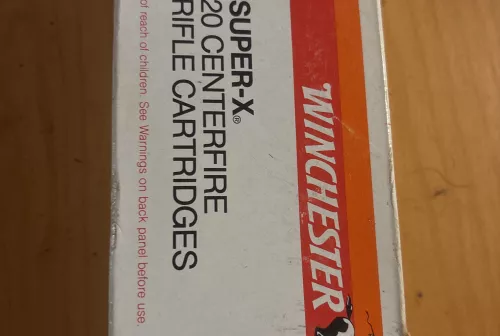 WINCHESTER
SUPER-X®
20 CENTERFIRE
RIFLE CARTRIDGES
of reach of children. See Warnings on back panel before use.